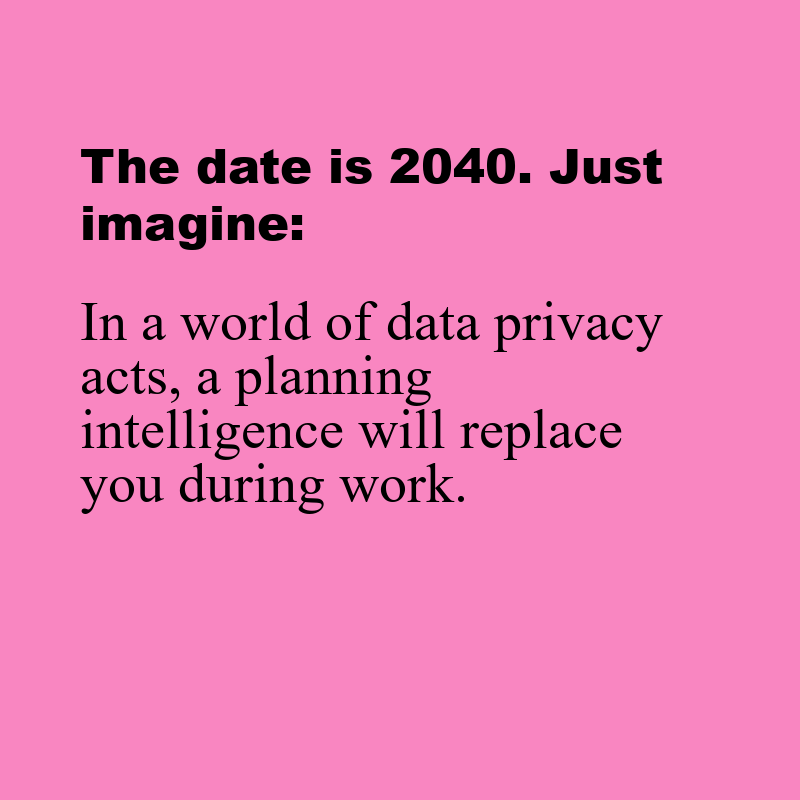 The date is 2040. Just
imagine:
In a world of data privacy
acts, a planning
intelligence will replace
you during work.